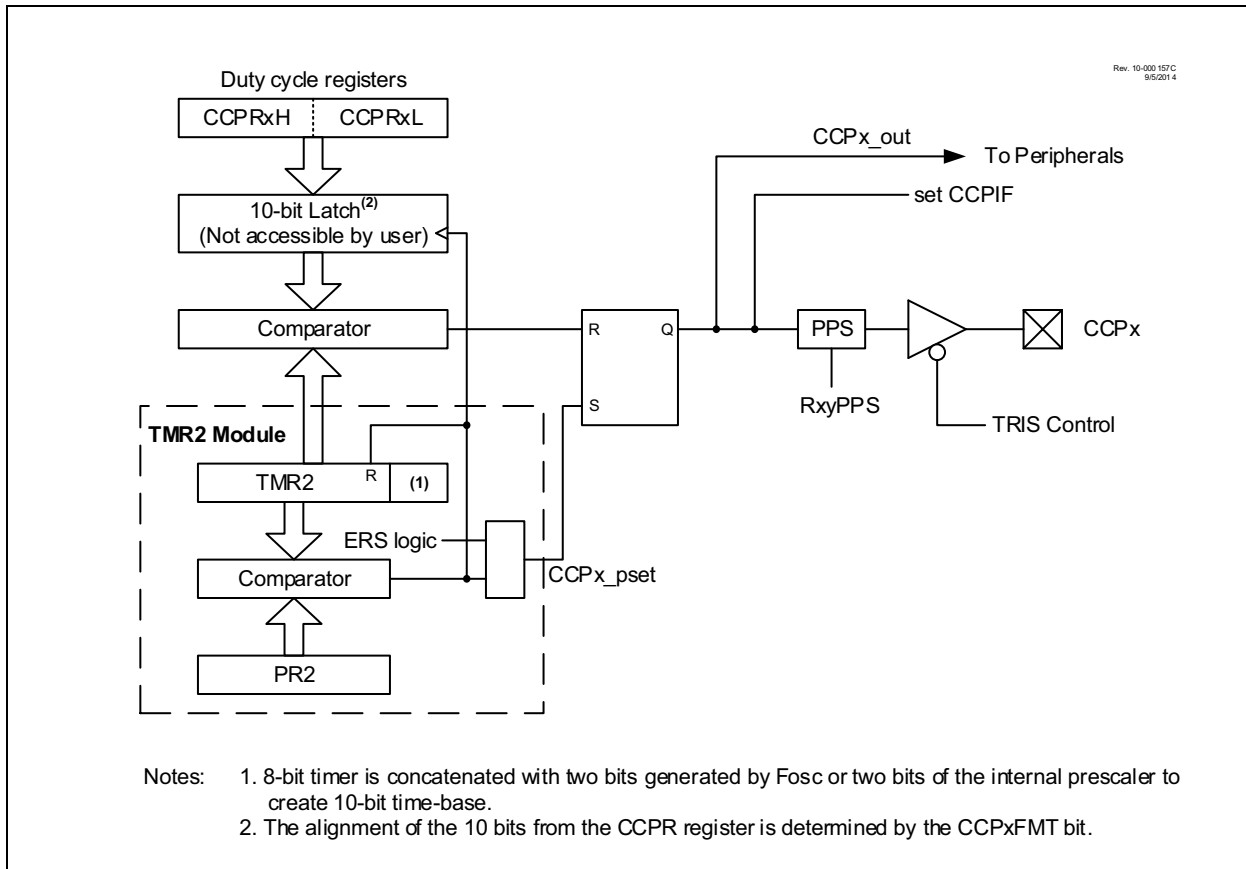 Rev. 10-000 157C
9/5/201 4
Duty cycle registers
CCPRxH CCPRxL
CCPx_out
To Peripherals
set CCPIF
10-bit Latch(2)
(Not accessible by user)
Comparator
R Q
S
PPS
CCPx
RxyPPS
TRIS Control
TMR2 Module
TMR2 R (1)
ERS logic
Comparator
CCPx_pset
PR2
Notes: 1. 8-bit timer is concatenated with two bits generated by Fosc or two bits of the internal prescaler to
create 10-bit time-base.
2. The alignment of the 10 bits from the CCPR register is determined by the CCPxFMT bit.